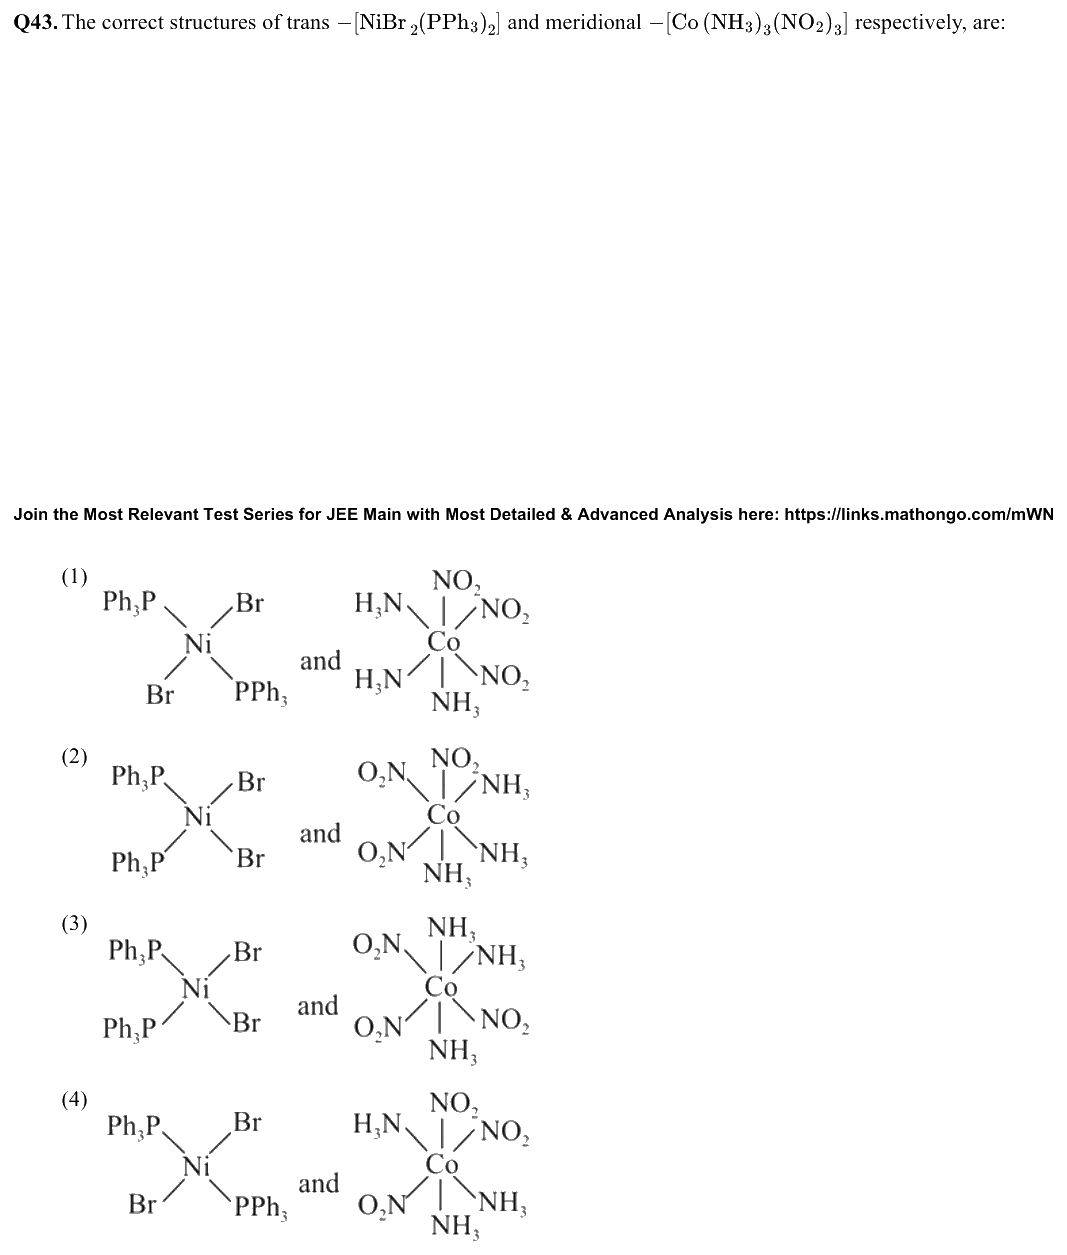 Q43. The correct structures of trans −[NiBr₂(PPh₃)₂] and meridional −[Co (NH₃)₃(NO₂)₃] respectively, are:
Join the Most Relevant Test Series for JEE Main with Most Detailed & Advanced Analysis here: https://links.mathongo.com/mWN
(1)
Ph₃P Br
Ni
Br PPh₃
and
NO₂
H₃N NO₂
Co
H₃N NO₂
NH₃
(2)
Ph₃P Br
Ni
Ph₃P Br
and
NO₂
O₂N NH₃
Co
O₂N NH₃
NH₃
(3)
Ph₃P Br
Ni
Ph₃P Br
and
NH₃
O₂N NH₃
Co
O₂N NO₂
NH₃
(4)
Ph₃P Br
Ni
Br PPh₃
and
NO₂
H₃N NO₂
Co
O₂N NH₃
NH₃